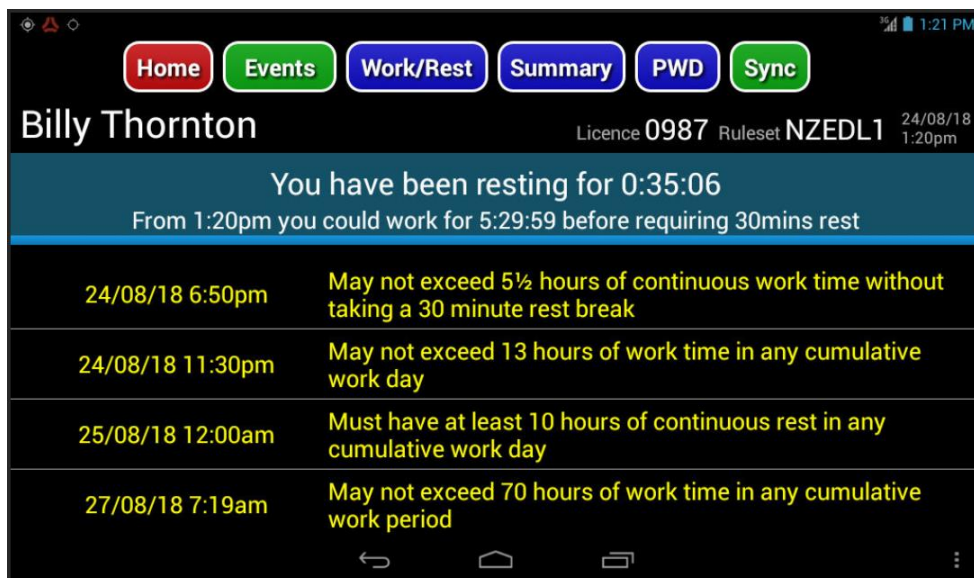 3G 1:21 PM
Home Events Work/Rest Summary PWD Sync
Billy Thornton Licence 0987 Ruleset NZEDL1 24/08/18
1:20pm
You have been resting for 0:35:06
From 1:20pm you could work for 5:29:59 before requiring 30mins rest
24/08/18 6:50pm May not exceed 5½ hours of continuous work time without
taking a 30 minute rest break
24/08/18 11:30pm May not exceed 13 hours of work time in any cumulative
work day
25/08/18 12:00am Must have at least 10 hours of continuous rest in any
cumulative work day
27/08/18 7:19am May not exceed 70 hours of work time in any cumulative
work period